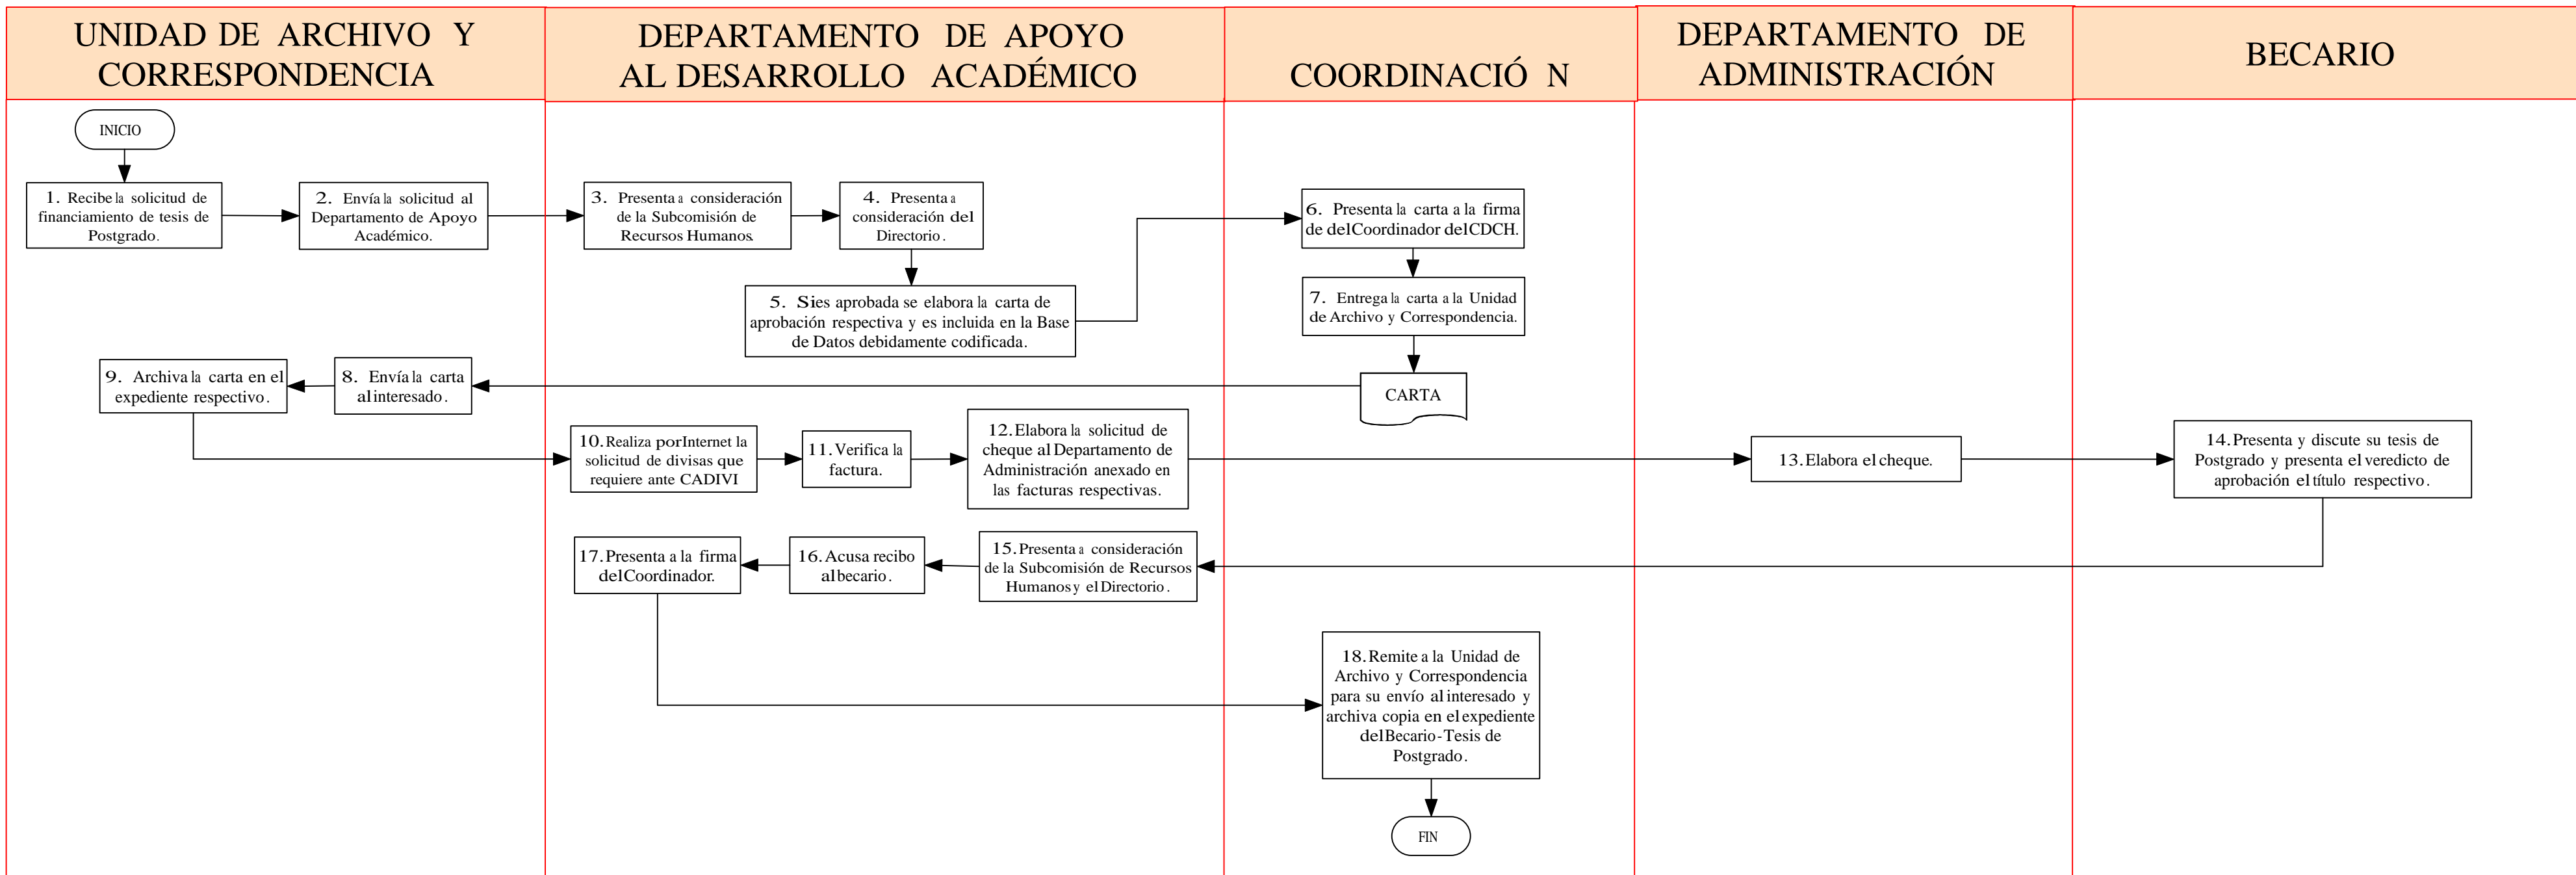 UNIDAD DE ARCHIVO Y
CORRESPONDENCIA
DEPARTAMENTO DE APOYO
AL DESARROLLO ACADÉMICO
COORDINACIÓ N
DEPARTAMENTO DE
ADMINISTRACIÓN
BECARIO
INICIO
1. Recibe la solicitud de
financiamiento de tesis de
Postgrado.
2. Envía la solicitud al
Departamento de Apoyo
Académico.
3. Presenta a consideración
de la Subcomisión de
Recursos Humanos.
4. Presenta a
consideración del
Directorio.
5. Si es aprobada se elabora la carta de
aprobación respectiva y es incluida en la Base
de Datos debidamente codificada.
6. Presenta la carta a la firma
de del Coordinador del CDCH.
7. Entrega la carta a la Unidad
de Archivo y Correspondencia.
CARTA
8. Envía la carta
al interesado.
9. Archiva la carta en el
expediente respectivo.
10. Realiza por Internet la
solicitud de divisas que
requiere ante CADIVI
11. Verifica la
factura.
12. Elabora la solicitud de
cheque al Departamento de
Administración anexado en
las facturas respectivas.
13. Elabora el cheque.
14. Presenta y discute su tesis de
Postgrado y presenta el veredicto de
aprobación el título respectivo.
15. Presenta a consideración
de la Subcomisión de Recursos
Humanos y el Directorio.
16. Acusa recibo
al becario.
17. Presenta a la firma
del Coordinador.
18. Remite a la Unidad de
Archivo y Correspondencia
para su envío al interesado y
archiva copia en el expediente
del Becario-Tesis de
Postgrado.
FIN